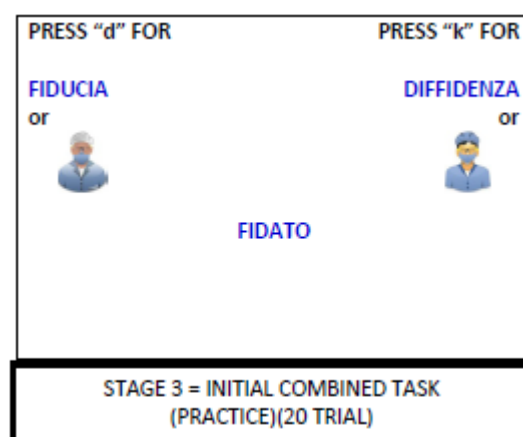 PRESS “d” FOR PRESS “k” FOR
FIDUCIA DIFFIDENZA
or or
FIDATO
STAGE 3 = INITIAL COMBINED TASK
(PRACTICE)(20 TRIAL)